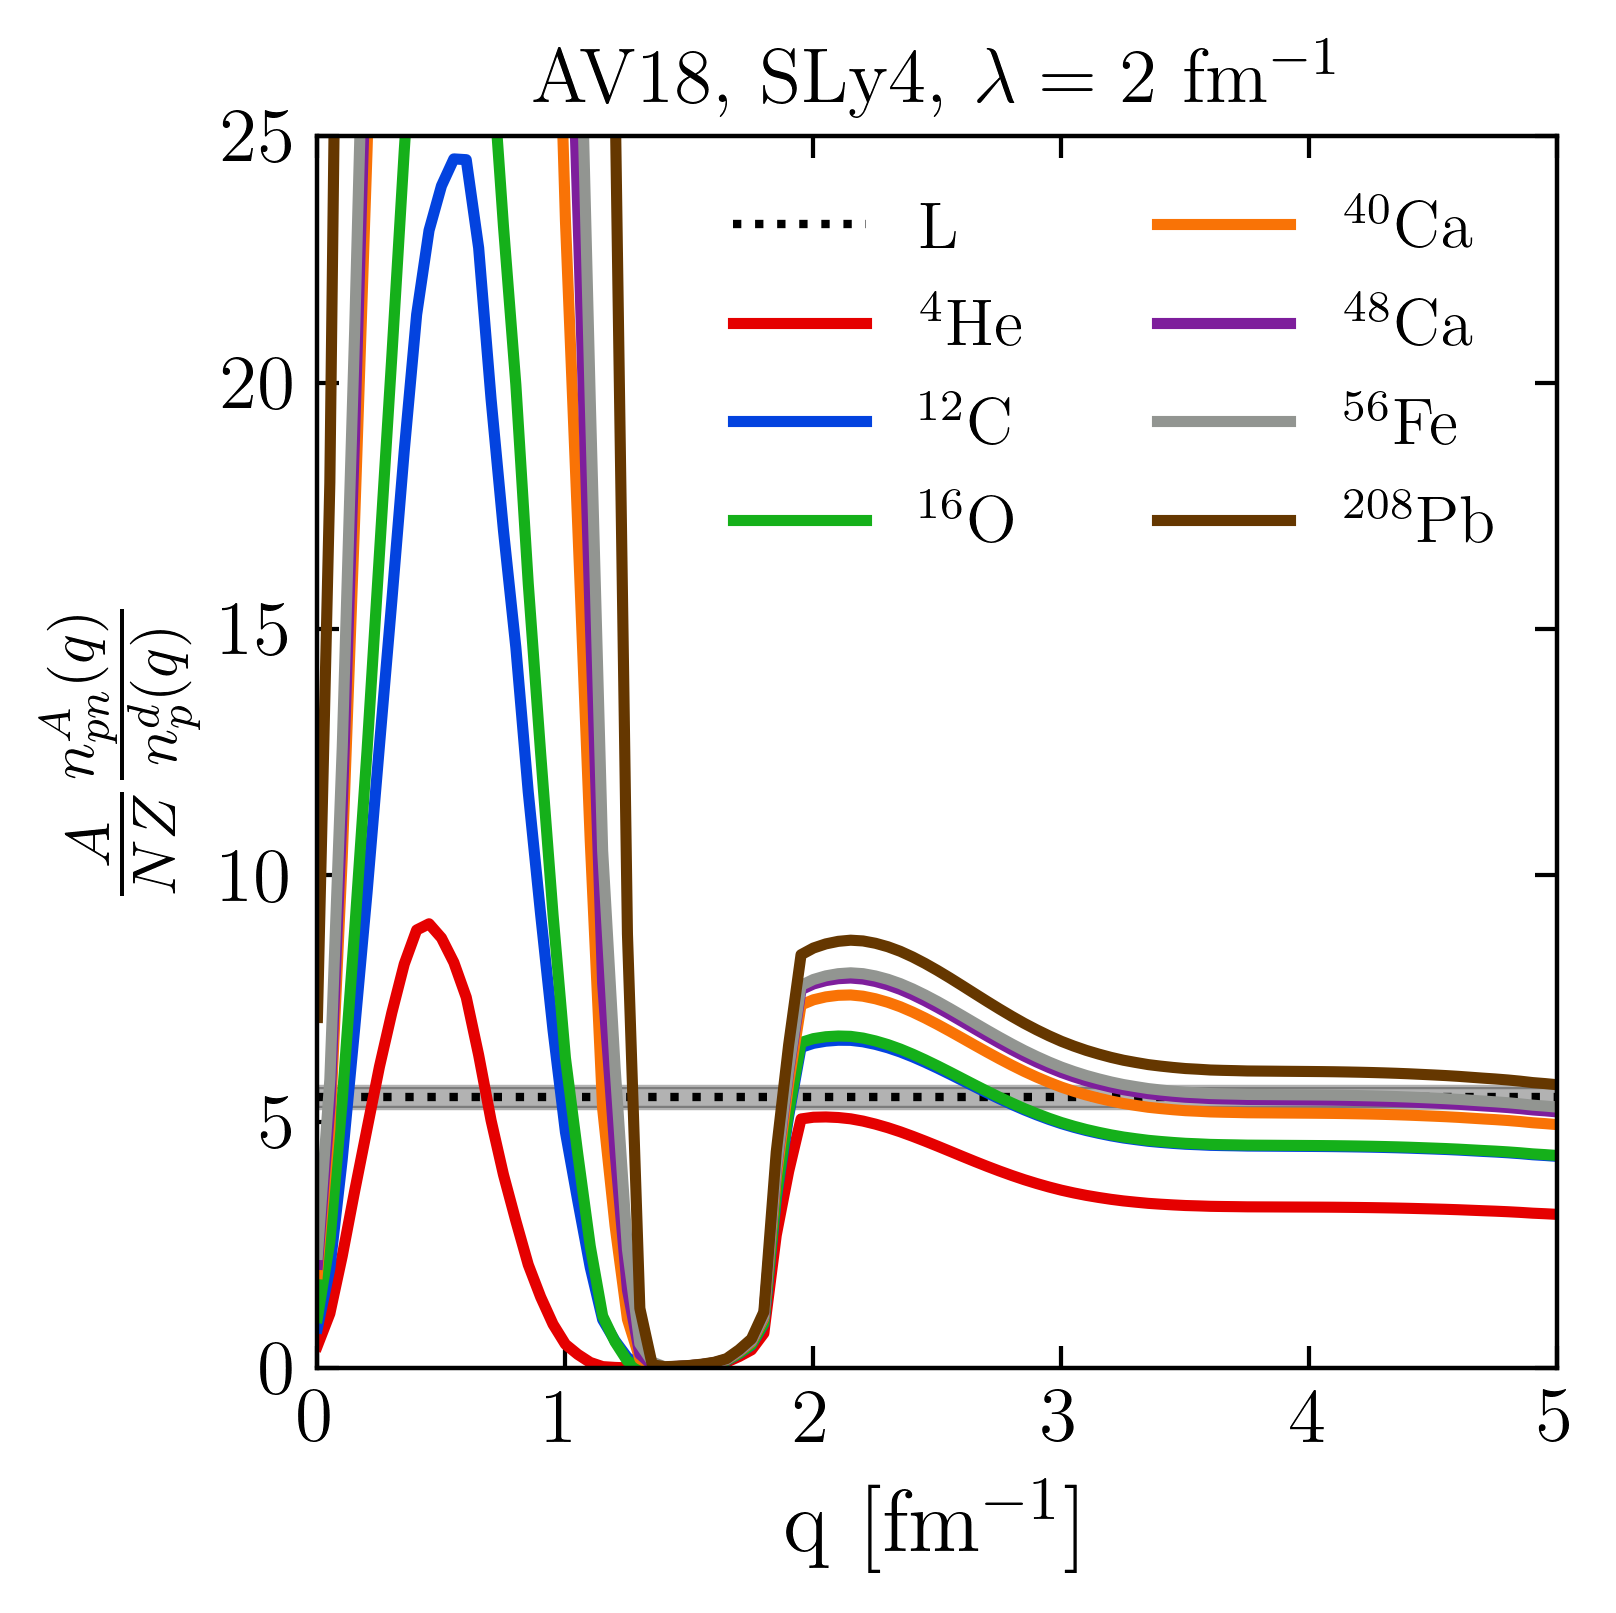 AV18, SLy4, λ = 2 fm⁻¹
25
20
15
10
5
0
A/NZ n^A_pn(q)/n^d_p(q)
L
⁴He
¹²C
¹⁶O
⁴⁰Ca
⁴⁸Ca
⁵⁶Fe
²⁰⁸Pb
0 1 2 3 4 5
q [fm⁻¹]